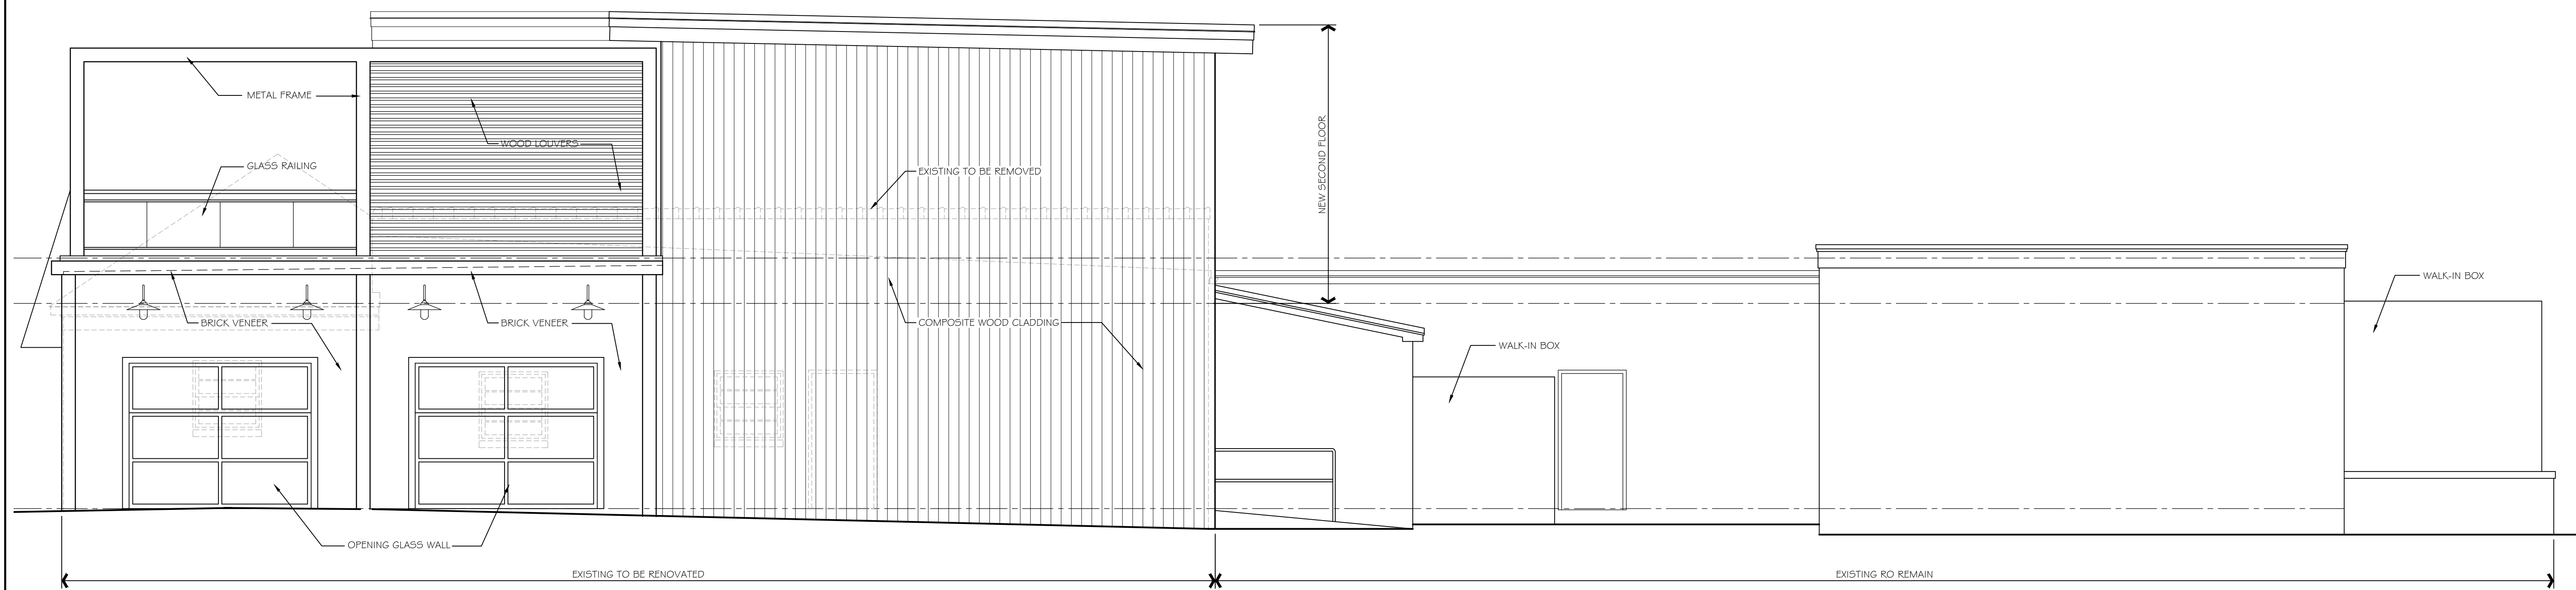 METAL FRAME
WOOD LOUVERS
GLASS RAILING
EXISTING TO BE REMOVED
NEW SECOND FLOOR
WALK-IN BOX
BRICK VENEER
BRICK VENEER
COMPOSITE WOOD CLADDING
WALK-IN BOX
OPENING GLASS WALL
EXISTING TO BE RENOVATED
EXISTING RO REMAIN